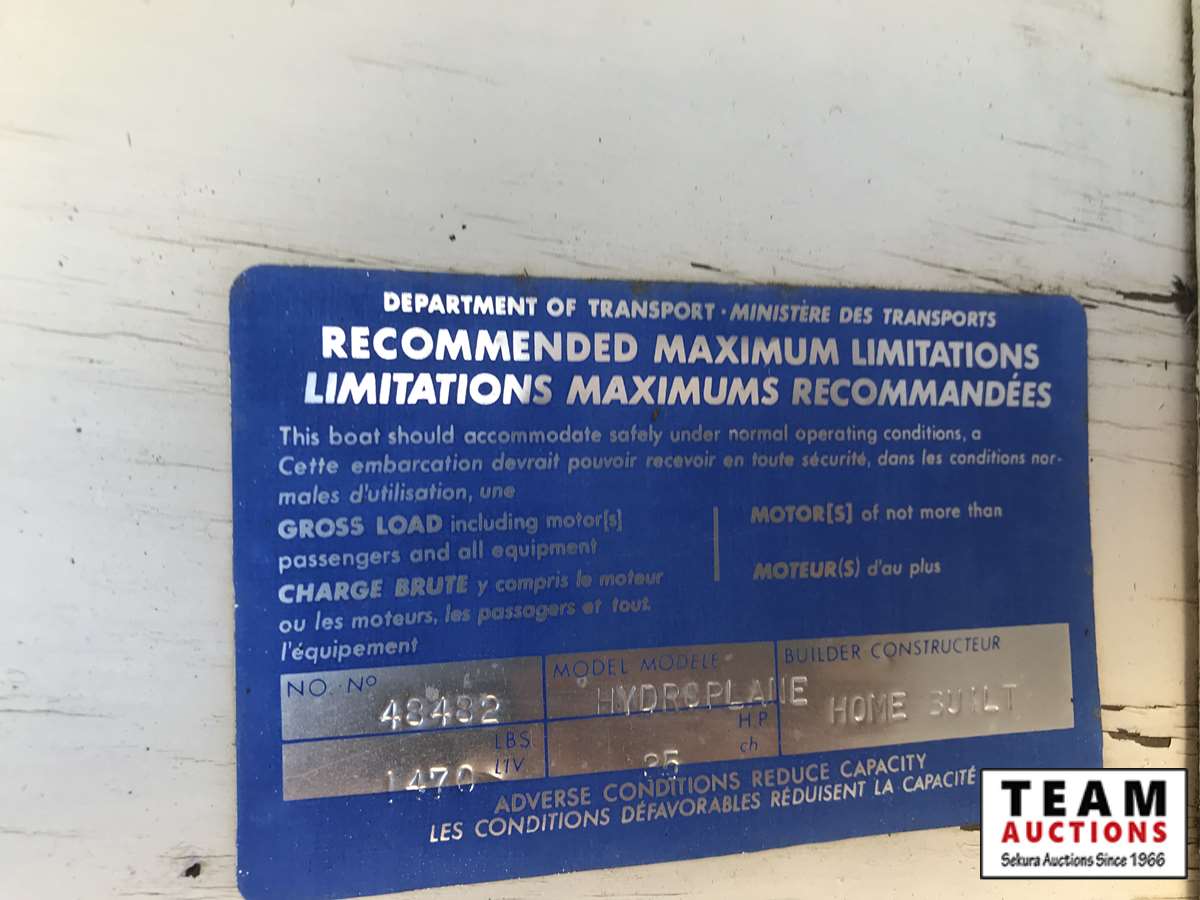 DEPARTMENT OF TRANSPORT · MINISTÈRE DES TRANSPORTS
RECOMMENDED MAXIMUM LIMITATIONS
LIMITATIONS MAXIMUMS RECOMMANDÉES
This boat should accommodate safely under normal operating conditions, a
Cette embarcation devrait pouvoir recevoir en toute sécurité, dans les conditions nor-
males d'utilisation, une
GROSS LOAD including motor[s]
passengers and all equipment
CHARGE BRUTE y compris le moteur
ou les moteurs, les passagers et tout
l'équipement
MOTOR[S] of not more than
MOTEUR(S) d'au plus
NO. Nº
48482
MODEL MODELE
HYDROPLANE
BUILDER CONSTRUCTEUR
HOME BUILT
1470 LBS
LIV
HP
ch
ADVERSE CONDITIONS REDUCE CAPACITY
LES CONDITIONS DÉFAVORABLES RÉDUISENT LA CAPACITÉ
TEAM
AUCTIONS
Sekura Auctions Since 1966